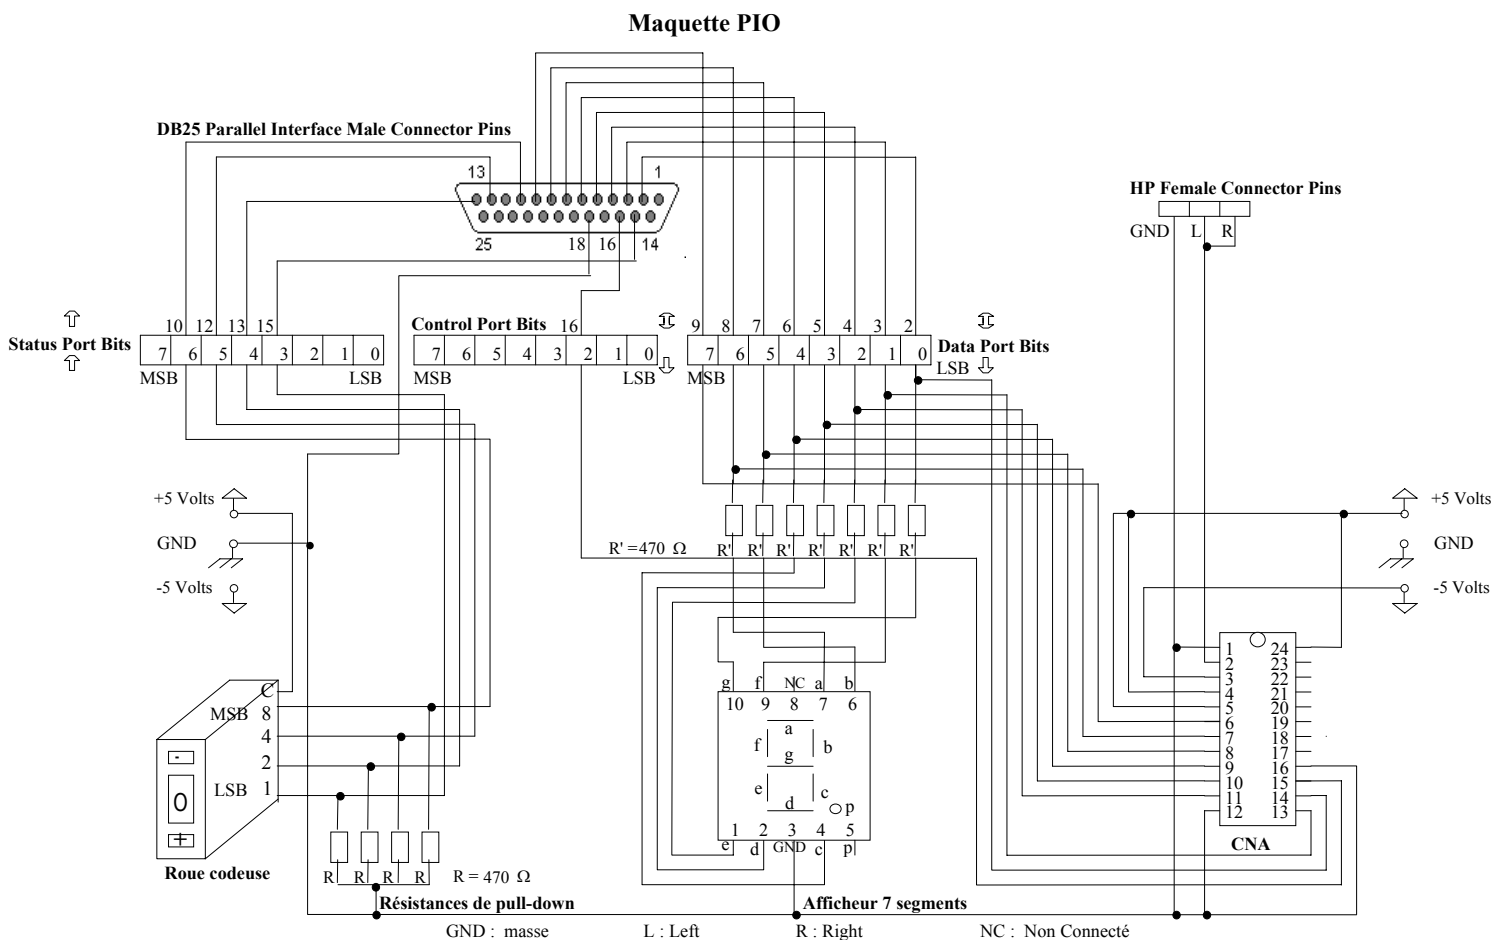 Maquette PIO
DB25 Parallel Interface Male Connector Pins
13 1
25 18 16 14
HP Female Connector Pins
GND L R
10 12 13 15
Status Port Bits
7 6 5 4 3 2 1 0
MSB LSB
Control Port Bits 16
7 6 5 4 3 2 1 0
MSB LSB
9 8 7 6 5 4 3 2
7 6 5 4 3 2 1 0
Data Port Bits
MSB LSB
+5 Volts
GND
-5 Volts
+5 Volts
GND
-5 Volts
R' =470 Ω R' R' R' R' R' R' R'
C
MSB 8
4
2
LSB 1
-
0
+
Roue codeuse
R R R R R = 470 Ω
Résistances de pull-down
g f NC a b
10 9 8 7 6
a
f b
g
e c
d p
1 2 3 4 5
e d GND c p
Afficheur 7 segments
1 24
2 23
3 22
4 21
5 20
6 19
7 18
8 17
9 16
10 15
11 14
12 13
CNA
GND : masse L : Left R : Right NC : Non Connecté